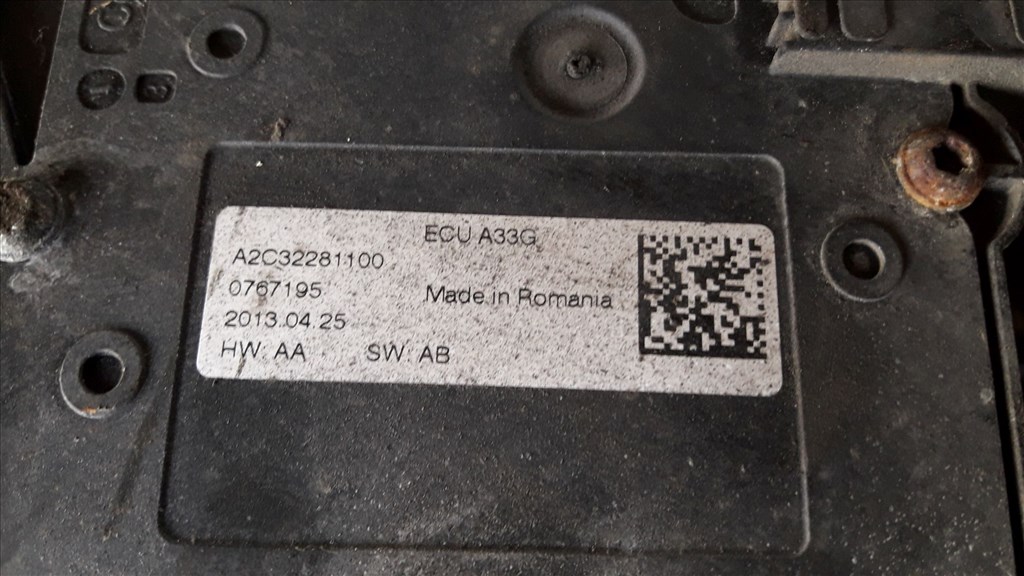 ECU A33G
A2C32281100
0767195
Made in Romania
2013.04.25
HW: AA SW: AB